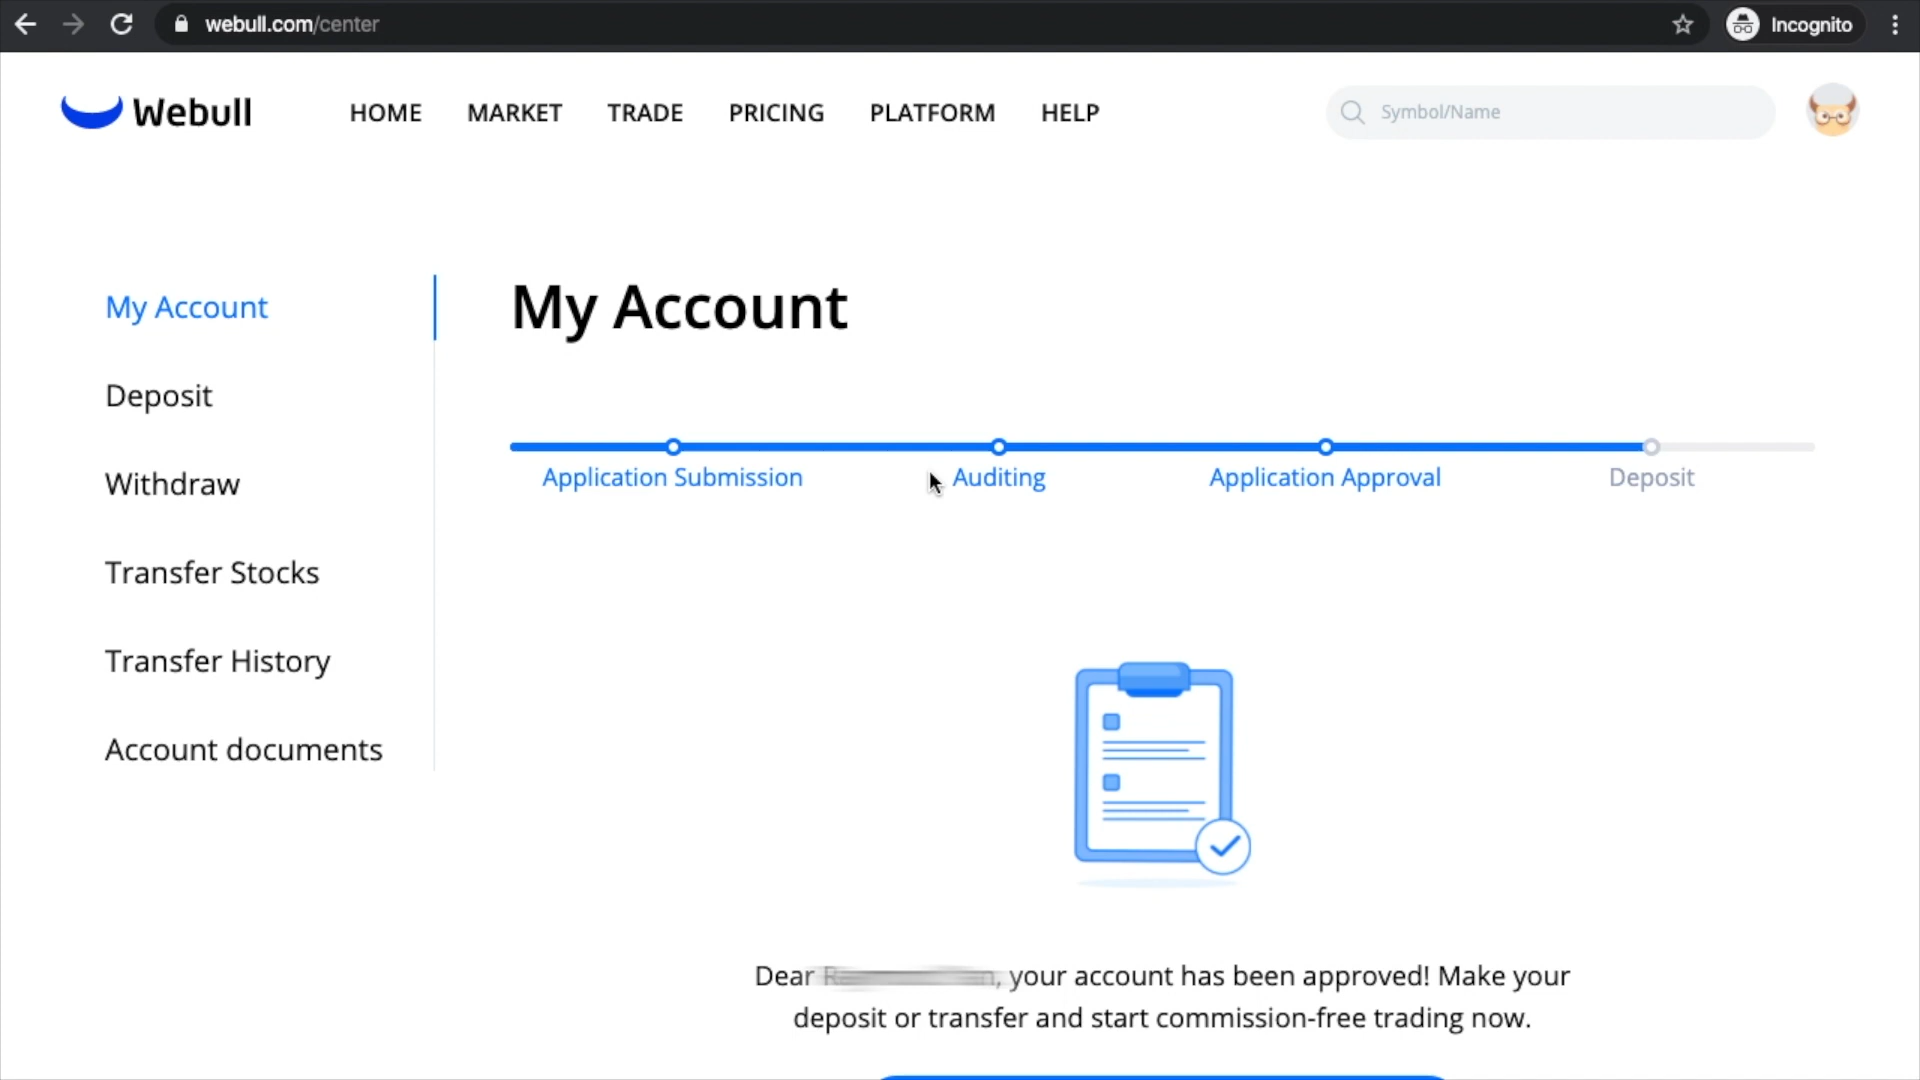 webull.com/center
Incognito
Webull
HOME MARKET TRADE PRICING PLATFORM HELP
Symbol/Name
My Account
Deposit
Withdraw
Transfer Stocks
Transfer History
Account documents
My Account
Application Submission Auditing Application Approval Deposit
Dear your account has been approved! Make your
deposit or transfer and start commission-free trading now.